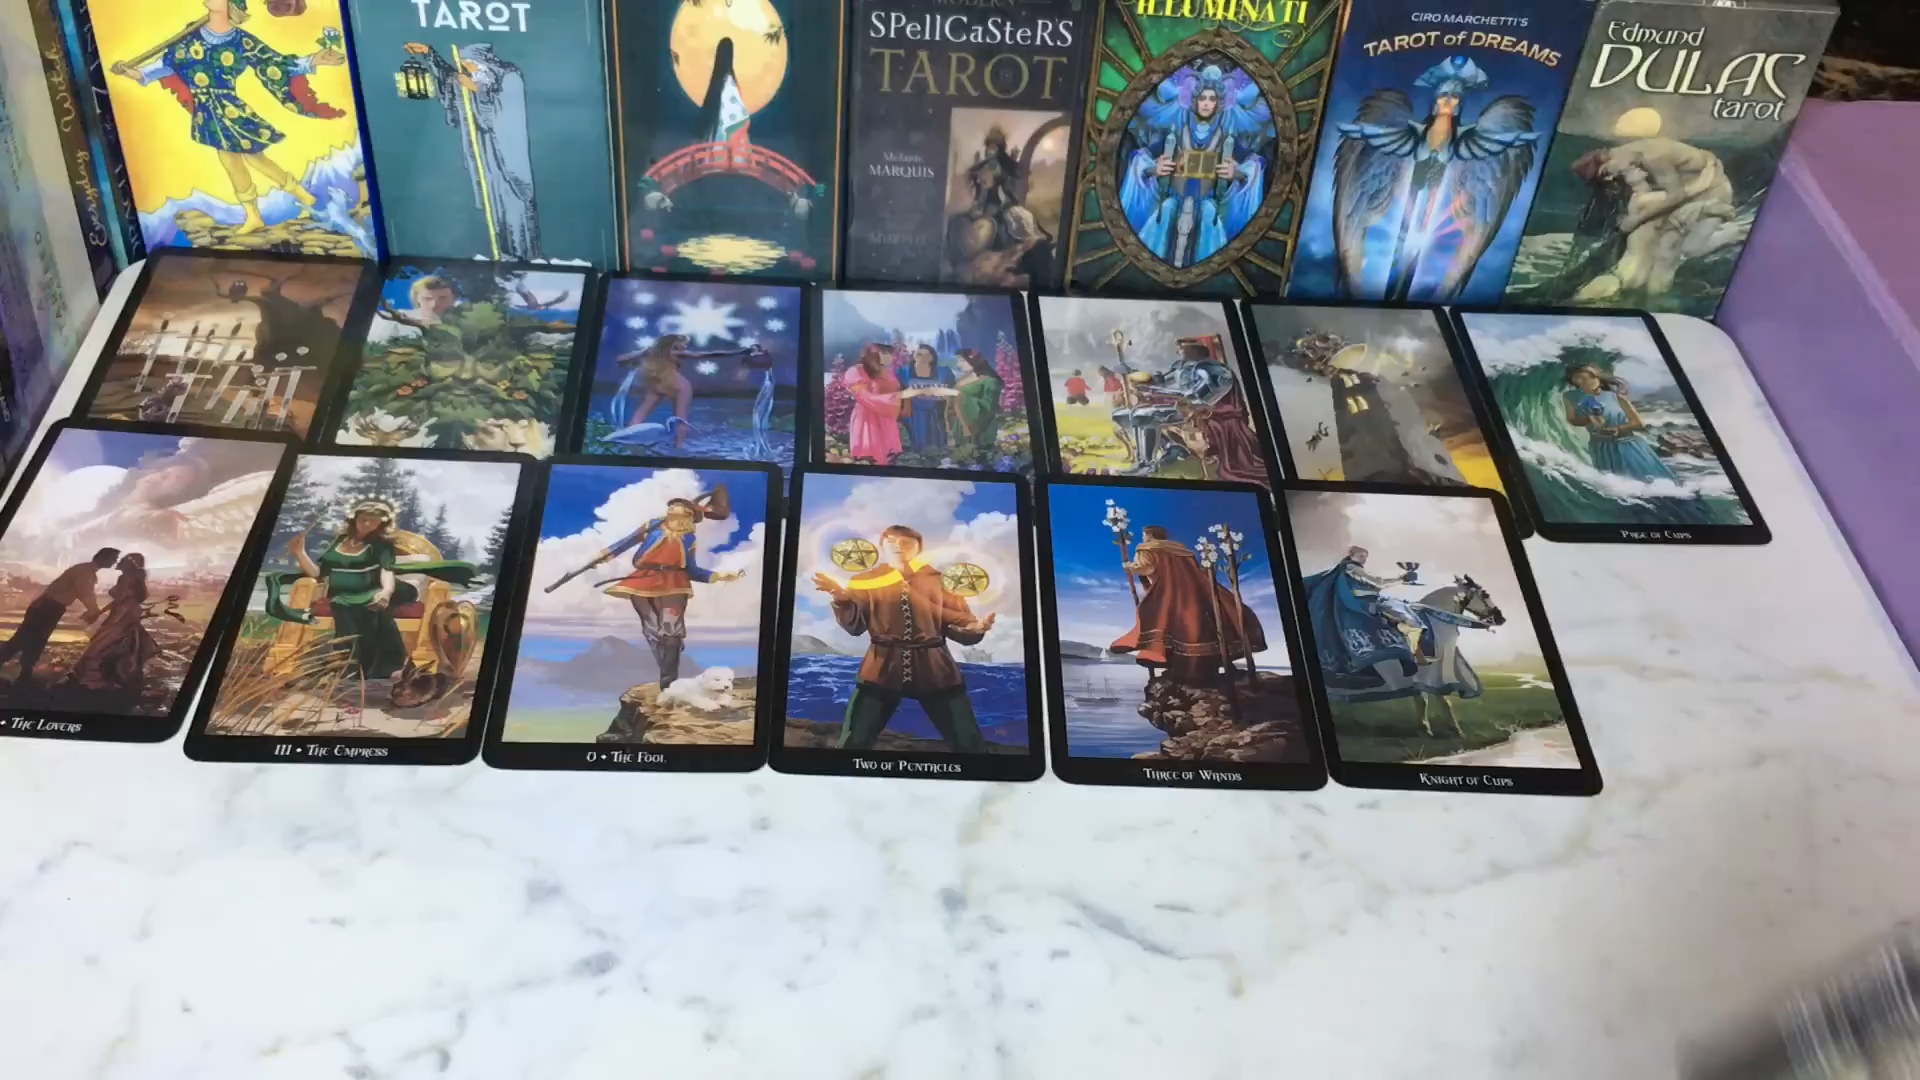 TAROT
MODERN
SPellCaSteRS
TAROT
Melanie
MARQUIS
ILLUMINATI
CIRO MARCHETTI'S
TAROT of DREAMS
Edmund
DULAC
tarot
Everyday Witch
PAGE OF CUPS
• THE LOVERS
III • THE EMPRESS
0 • THE FOOL
TWO OF PENTACLES
THREE OF WANDS
KNIGHT OF CUPS